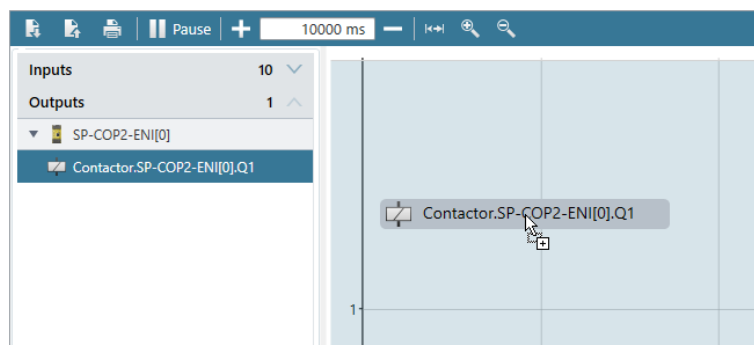 Pause 10000 ms
Inputs 10
Outputs 1
SP-COP2-ENI[0]
Contactor.SP-COP2-ENI[0].Q1
Contactor.SP-COP2-ENI[0].Q1
1